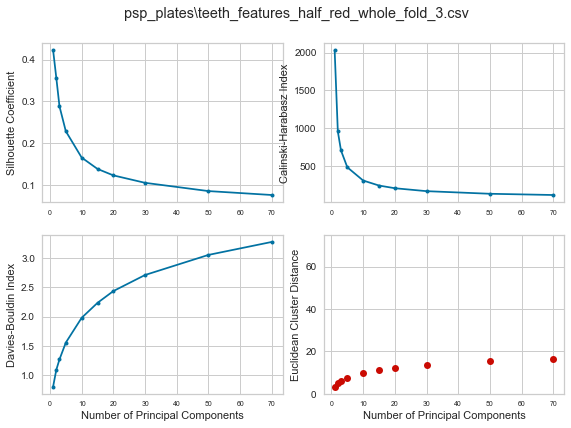 psp_plates\teeth_features_half_red_whole_fold_3.csv
Silhouette Coefficient
0.4
0.3
0.2
0.1
0 10 20 30 40 50 60 70
Calinski-Harabasz Index
2000
1500
1000
500
0 10 20 30 40 50 60 70
Davies-Bouldin Index
3.0
2.5
2.0
1.5
1.0
0 10 20 30 40 50 60 70
Number of Principal Components
Euclidean Cluster Distance
60
40
20
0
0 10 20 30 40 50 60 70
Number of Principal Components